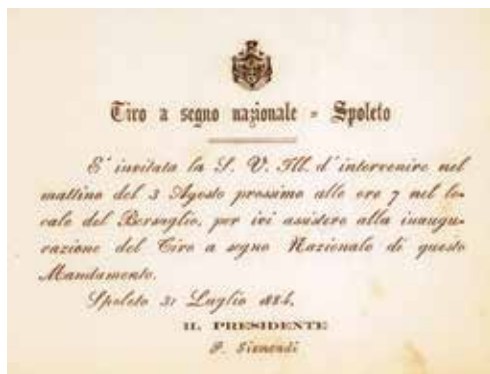 Tiro a segno nazionale = Spoleto
E' invitata la S. V. Ill. d'intervenire nel
mattino del 3 Agosto prossimo alle ore 7 nel lo-
cale del Bersaglio, per ivi assistere alla inaugu-
razione del Tiro a segno Nazionale di questo
Mandamento.
Spoleto 31 Luglio 1884.
IL PRESIDENTE
P. Sismondi